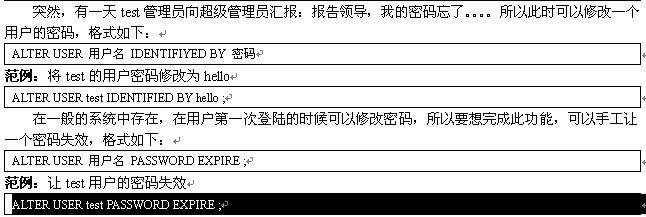 突然，有一天 test 管理员向超级管理员汇报：报告领导，我的密码忘了。。。。所以此时可以修改一个
用户的密码，格式如下：
ALTER USER 用户名 IDENTIFIYED BY 密码
范例：将 test 的用户密码修改为 hello
ALTER USER test IDENTIFIED BY hello ;
在一般的系统中存在，在用户第一次登陆的时候可以修改密码，所以要想完成此功能，可以手工让
一个密码失效，格式如下：
ALTER USER 用户名 PASSWORD EXPIRE ;
范例：让 test 用户的密码失效
ALTER USER test PASSWORD EXPIRE ;